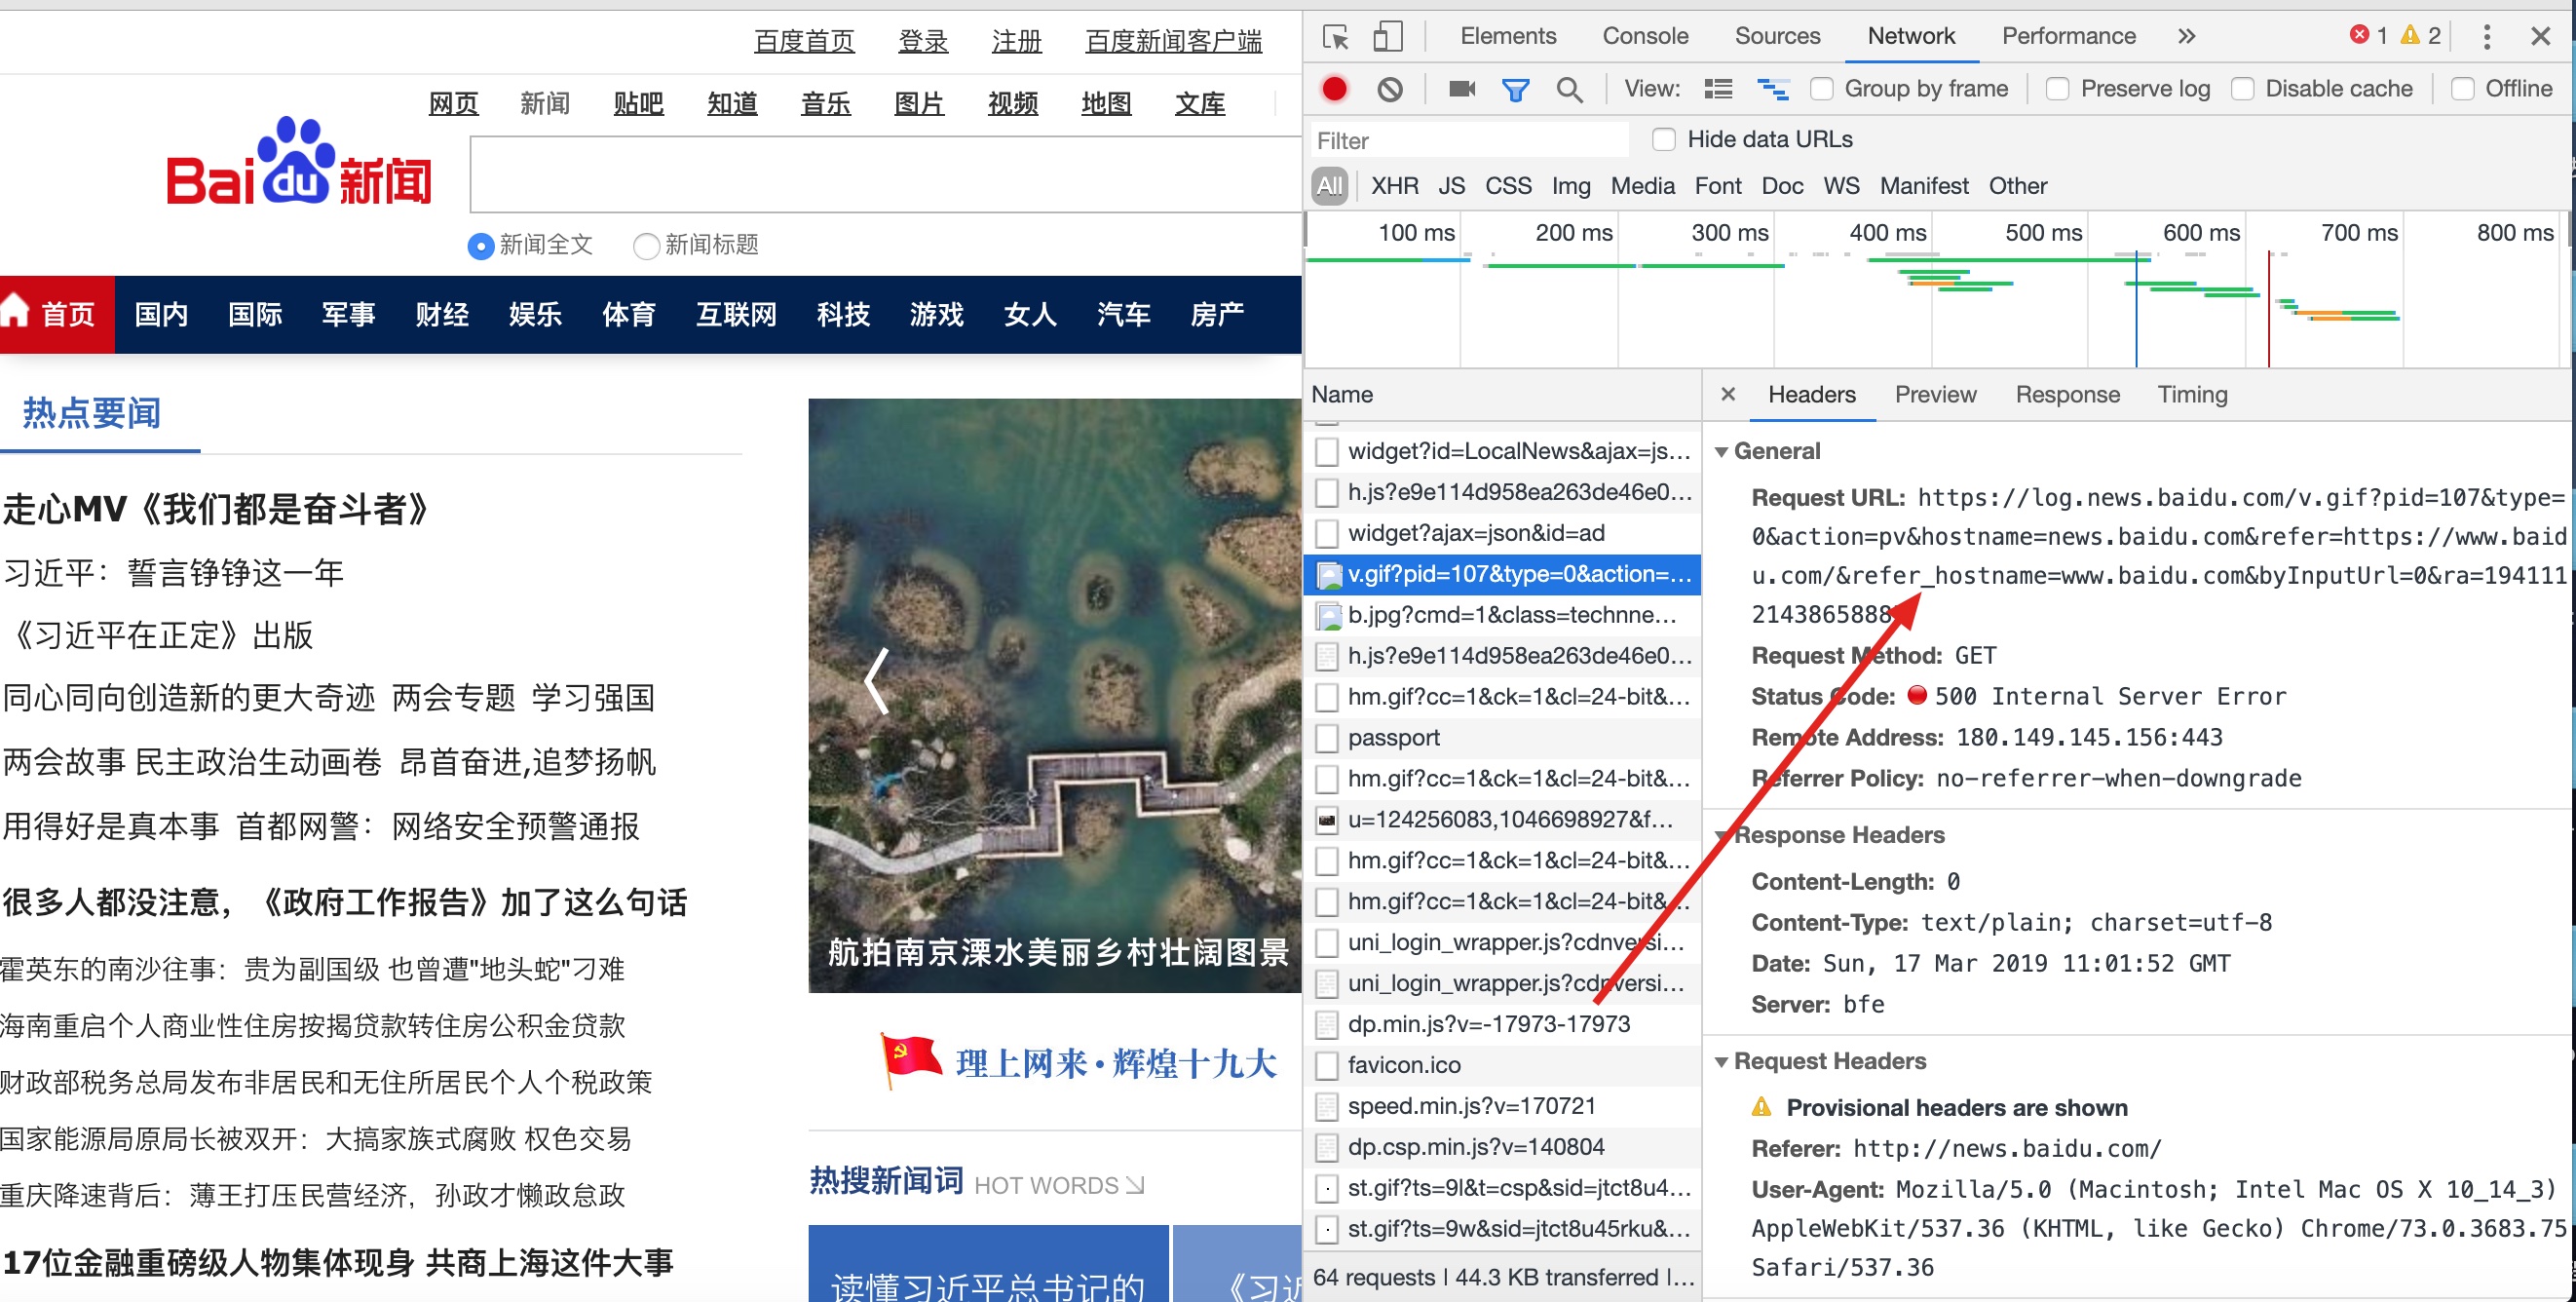 百度首页 登录 注册 百度新闻客户端
网页 新闻 贴吧 知道 音乐 图片 视频 地图 文库
Bai du 新闻
新闻全文 新闻标题
首页 国内 国际 军事 财经 娱乐 体育 互联网 科技 游戏 女人 汽车 房产
热点要闻
走心MV《我们都是奋斗者》
习近平：誓言铮铮这一年
《习近平在正定》出版
同心同向创造新的更大奇迹 两会专题 学习强国
两会故事 民主政治生动画卷 昂首奋进,追梦扬帆
用得好是真本事 首都网警：网络安全预警通报
很多人都没注意，《政府工作报告》加了这么句话
霍英东的南沙往事：贵为副国级 也曾遭"地头蛇"刁难
海南重启个人商业性住房按揭贷款转住房公积金贷款
财政部税务总局发布非居民和无住所居民个人个税政策
国家能源局原局长被双开：大搞家族式腐败 权色交易
重庆降速背后：薄王打压民营经济，孙政才懒政怠政
17位金融重磅级人物集体现身 共商上海这件大事
航拍南京溧水美丽乡村壮阔图景
理上网来·辉煌十九大
热搜新闻词 HOT WORDS
读懂习近平总书记的
《习近
Elements Console Sources Network Performance » 1 2
View: Group by frame Preserve log Disable cache Offline
Filter Hide data URLs
All XHR JS CSS Img Media Font Doc WS Manifest Other
100 ms 200 ms 300 ms 400 ms 500 ms 600 ms 700 ms 800 ms
Name
widget?id=LocalNews&ajax=js...
h.js?e9e114d958ea263de46e0...
widget?ajax=json&id=ad
v.gif?pid=107&type=0&action=...
b.jpg?cmd=1&class=technne...
h.js?e9e114d958ea263de46e0...
hm.gif?cc=1&ck=1&cl=24-bit&...
passport
hm.gif?cc=1&ck=1&cl=24-bit&...
u=124256083,1046698927&f...
hm.gif?cc=1&ck=1&cl=24-bit&...
hm.gif?cc=1&ck=1&cl=24-bit&...
uni_login_wrapper.js?cdnversi...
uni_login_wrapper.js?cdnversi...
dp.min.js?v=-17973-17973
favicon.ico
speed.min.js?v=170721
dp.csp.min.js?v=140804
st.gif?ts=9l&t=csp&sid=jtct8u4...
st.gif?ts=9w&sid=jtct8u45rku&...
64 requests | 44.3 KB transferred |...
Headers Preview Response Timing
General
Request URL: https://log.news.baidu.com/v.gif?pid=107&type=
0&action=pv&hostname=news.baidu.com&refer=https://www.baid
u.com/&refer_hostname=www.baidu.com&byInputUrl=0&ra=194111
2143865888
Request Method: GET
Status Code: 500 Internal Server Error
Remote Address: 180.149.145.156:443
Referrer Policy: no-referrer-when-downgrade
Response Headers
Content-Length: 0
Content-Type: text/plain; charset=utf-8
Date: Sun, 17 Mar 2019 11:01:52 GMT
Server: bfe
Request Headers
Provisional headers are shown
Referer: http://news.baidu.com/
User-Agent: Mozilla/5.0 (Macintosh; Intel Mac OS X 10_14_3)
AppleWebKit/537.36 (KHTML, like Gecko) Chrome/73.0.3683.75
Safari/537.36